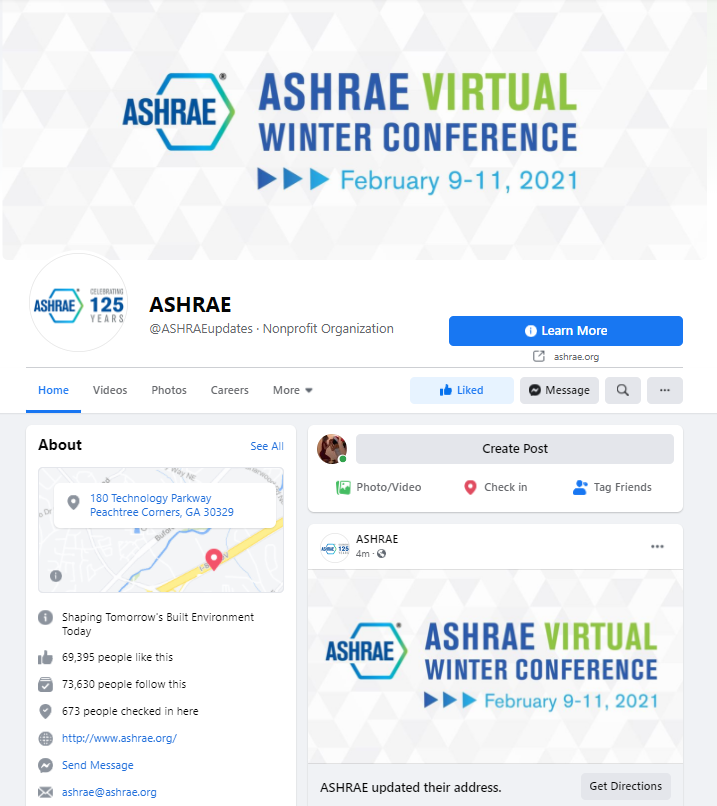 ASHRAE
ASHRAE VIRTUAL
WINTER CONFERENCE
February 9-11, 2021
ASHRAE
CELEBRATING
125
YEARS
ASHRAE
@ASHRAEupdates · Nonprofit Organization
Learn More
ashrae.org
Home
Videos
Photos
Careers
More
Liked
Message
About
See All
Way NE
180 Technology Parkway
Peachtree Corners, GA 30329
Shaping Tomorrow's Built Environment
Today
69,395 people like this
73,630 people follow this
673 people checked in here
http://www.ashrae.org/
Send Message
ashrae@ashrae.org
Create Post
Photo/Video
Check in
Tag Friends
ASHRAE 125
ASHRAE
4m ·
ASHRAE
ASHRAE VIRTUAL
WINTER CONFERENCE
February 9-11, 2021
ASHRAE updated their address.
Get Directions